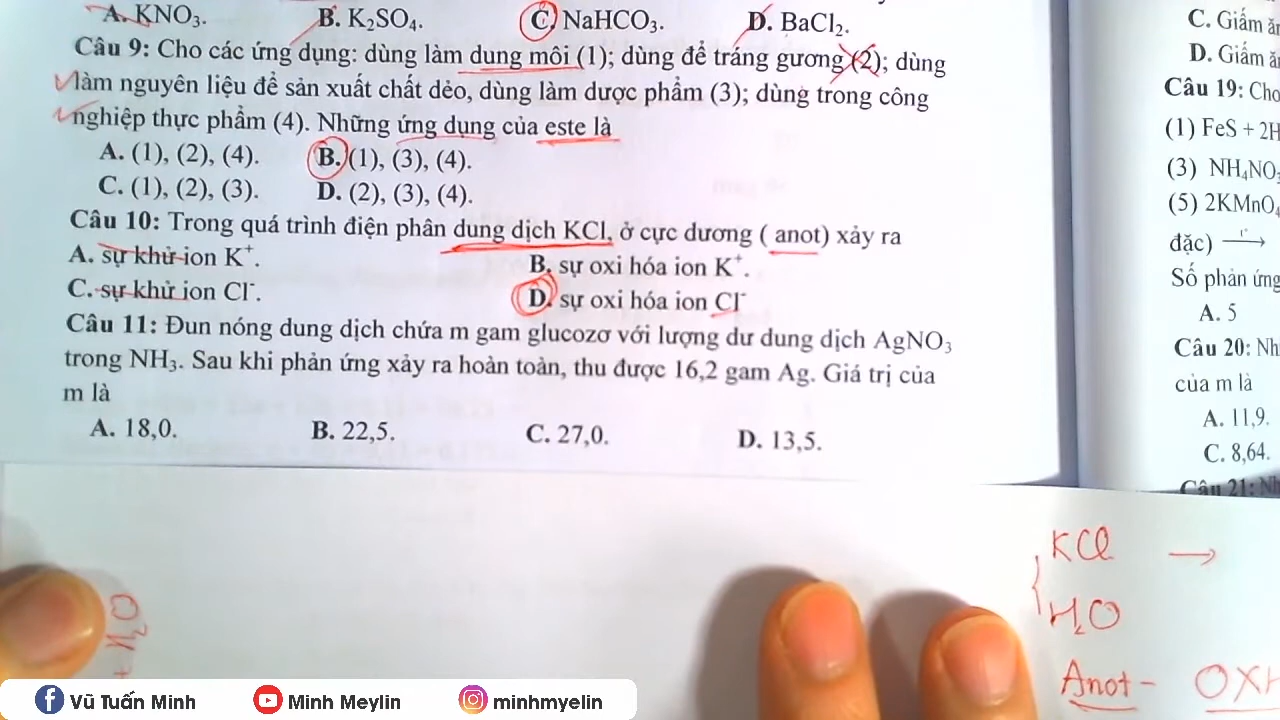 A. KNO₃. B. K₂SO₄. C. NaHCO₃. D. BaCl₂.
Câu 9: Cho các ứng dụng: dùng làm dung môi (1); dùng để tráng gương (2); dùng
làm nguyên liệu để sản xuất chất dẻo, dùng làm dược phẩm (3); dùng trong công
nghiệp thực phẩm (4). Những ứng dụng của este là
A. (1), (2), (4). B. (1), (3), (4).
C. (1), (2), (3). D. (2), (3), (4).
Câu 10: Trong quá trình điện phân dung dịch KCl, ở cực dương ( anot) xảy ra
A. sự khử ion K⁺. B. sự oxi hóa ion K⁺.
C. sự khử ion Cl⁻. D. sự oxi hóa ion Cl⁻
Câu 11: Đun nóng dung dịch chứa m gam glucozơ với lượng dư dung dịch AgNO₃
trong NH₃. Sau khi phản ứng xảy ra hoàn toàn, thu được 16,2 gam Ag. Giá trị của
m là
A. 18,0. B. 22,5. C. 27,0. D. 13,5.
C. Giấm
D. Giấm
Câu 19: Cho
(1) FeS + 2H
(3) NH₄NO₃
(5) 2KMnO₄
đặc) →
Số phản ứng
A. 5
Câu 20:
của m là
A. 11,9.
C. 8,64.
Câu 21:
KCl →
H₂O
Anot -
Vũ Tuấn Minh Minh Meylin minhmyelin